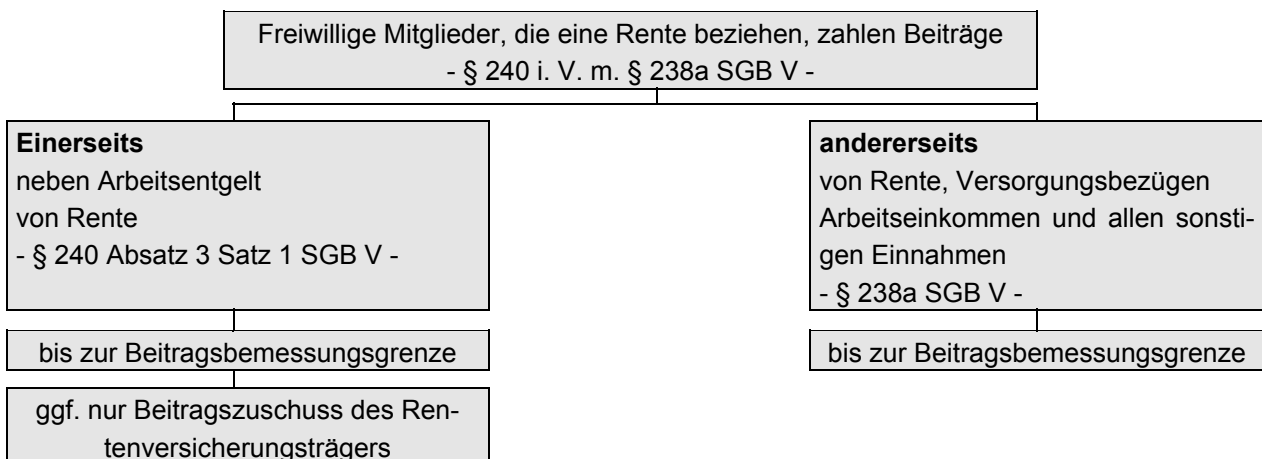 Freiwillige Mitglieder, die eine Rente beziehen, zahlen Beiträge
- § 240 i. V. m. § 238a SGB V -
Einerseits
neben Arbeitsentgelt
von Rente
- § 240 Absatz 3 Satz 1 SGB V -
bis zur Beitragsbemessungsgrenze
ggf. nur Beitragszuschuss des Ren-
tenversicherungsträgers
andererseits
von Rente, Versorgungsbezügen
Arbeitseinkommen und allen sonsti-
gen Einnahmen
- § 238a SGB V -
bis zur Beitragsbemessungsgrenze